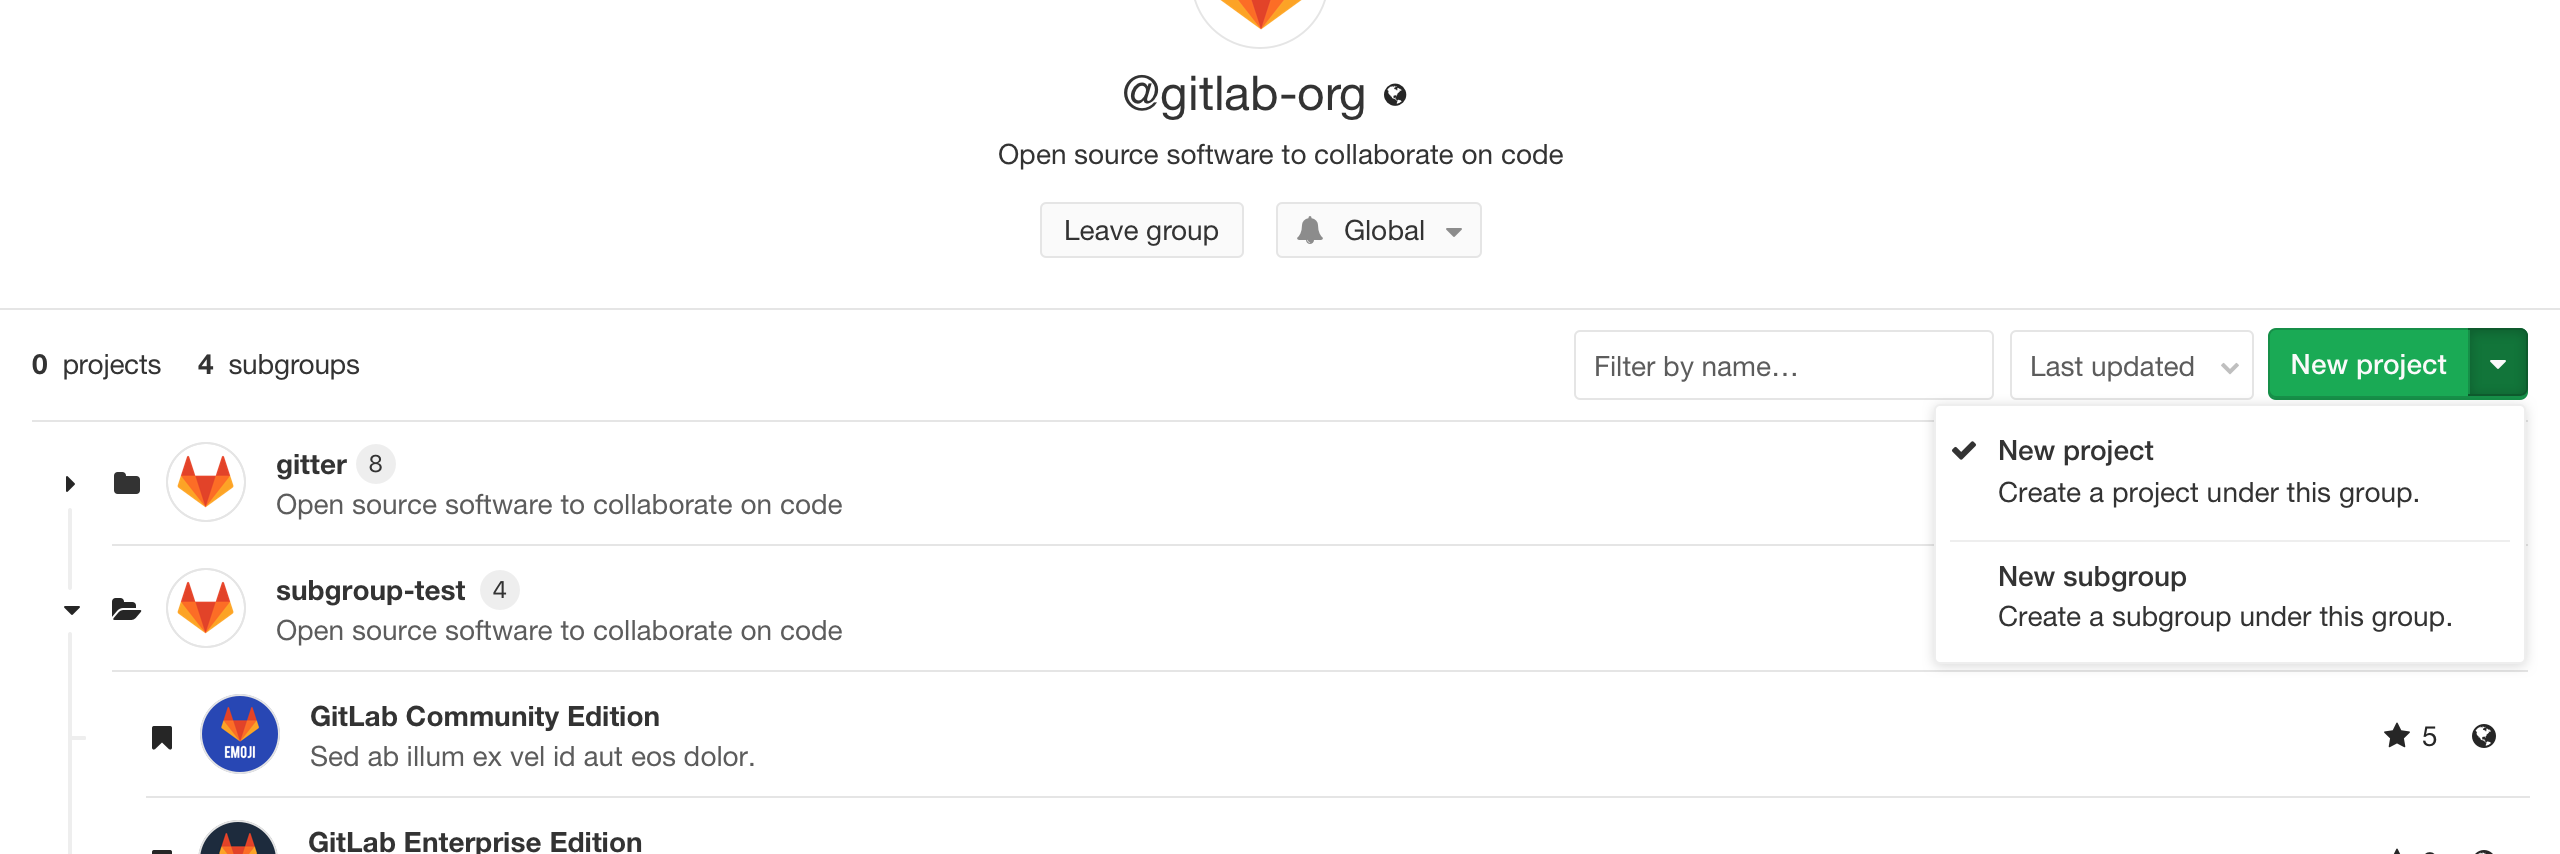 @gitlab-org
Open source software to collaborate on code
Leave group
Global
0 projects 4 subgroups
Filter by name...
Last updated
New project
gitter 8
Open source software to collaborate on code
New project
Create a project under this group.
subgroup-test 4
Open source software to collaborate on code
New subgroup
Create a subgroup under this group.
EMOJI
GitLab Community Edition
Sed ab illum ex vel id aut eos dolor.
5
GitLab Enterprise Edition